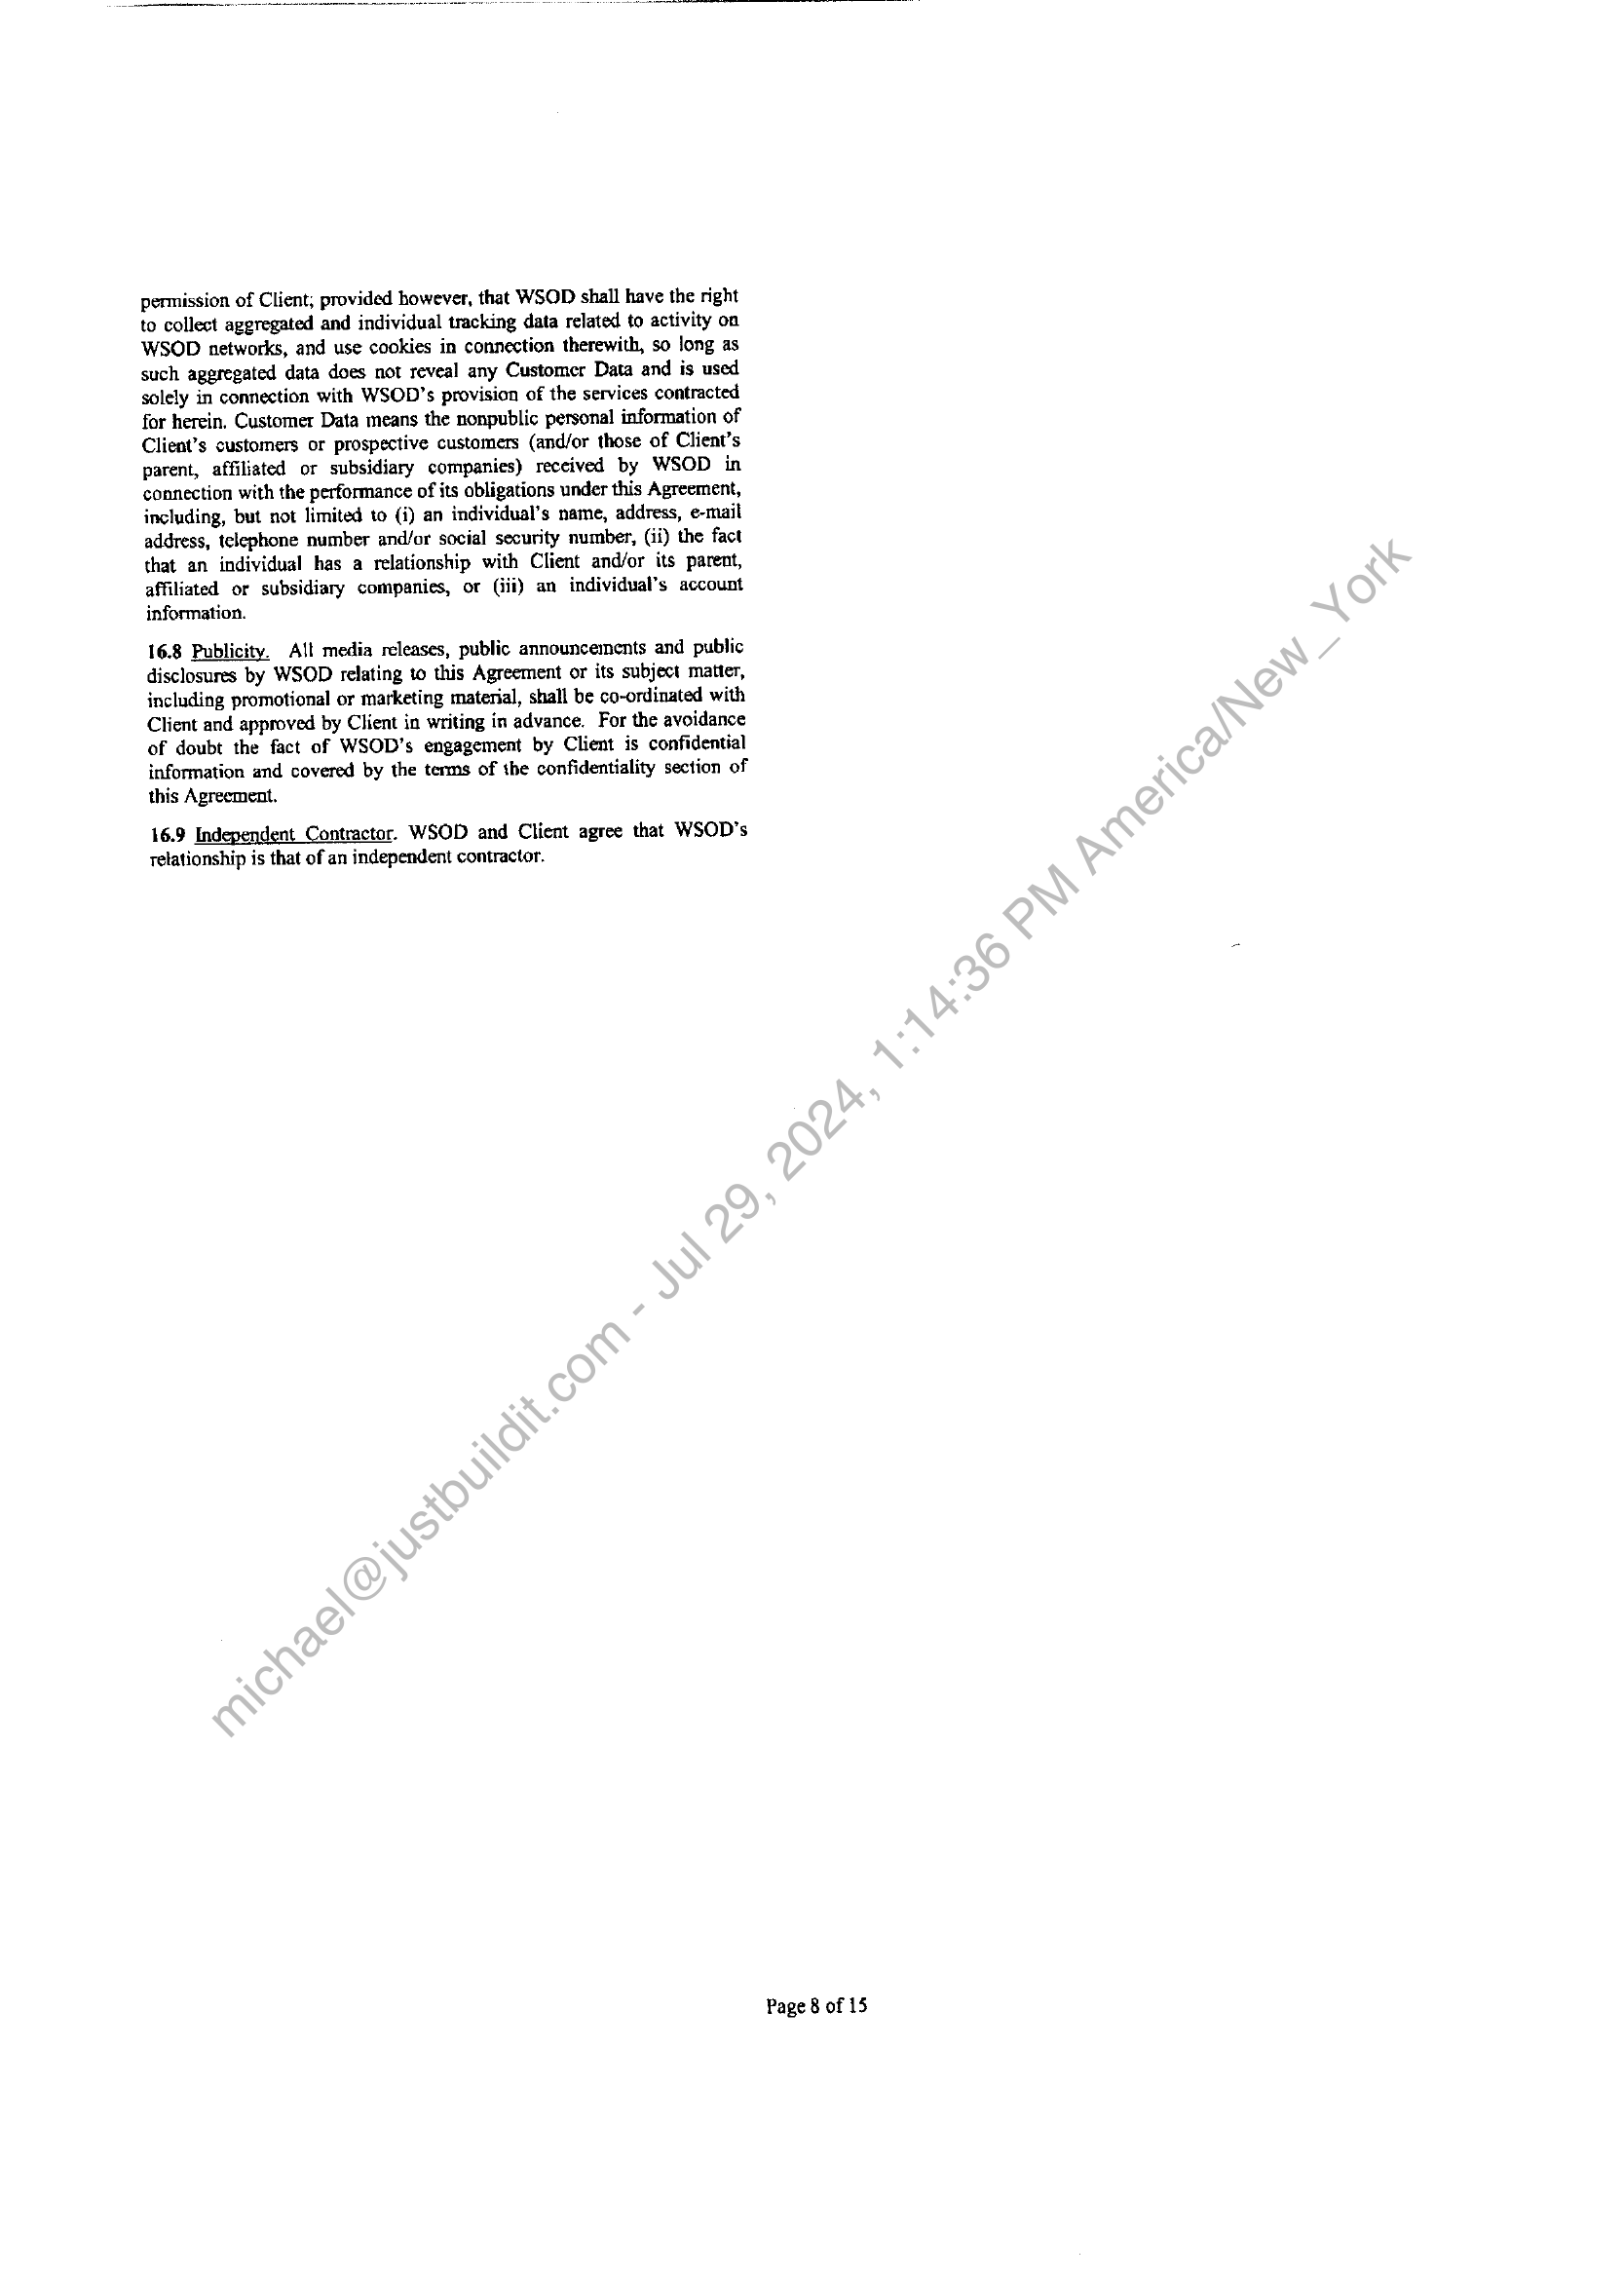 permission of Client; provided however, that WSOD shall have the right
to collect aggregated and individual tracking data related to activity on
WSOD networks, and use cookies in connection therewith, so long as
such aggregated data does not reveal any Customer Data and is used
solely in connection with WSOD's provision of the services contracted
for herein. Customer Data means the nonpublic personal information of
Client's customers or prospective customers (and/or those of Client's
parent, affiliated or subsidiary companies) received by WSOD in
connection with the performance of its obligations under this Agreement,
including, but not limited to (i) an individual's name, address, e-mail
address, telephone number and/or social security number, (ii) the fact
that an individual has a relationship with Client and/or its parent,
affiliated or subsidiary companies, or (iii) an individual's account
information.
16.8 Publicity. All media releases, public announcements and public
disclosures by WSOD relating to this Agreement or its subject matter,
including promotional or marketing material, shall be co-ordinated with
Client and approved by Client in writing in advance. For the avoidance
of doubt the fact of WSOD's engagement by Client is confidential
information and covered by the terms of the confidentiality section of
this Agreement.
16.9 Independent Contractor. WSOD and Client agree that WSOD's
relationship is that of an independent contractor.
michael@justbuildit.com - Jul 29, 2024, 1:14:36 PM America/New_York
Page 8 of 15